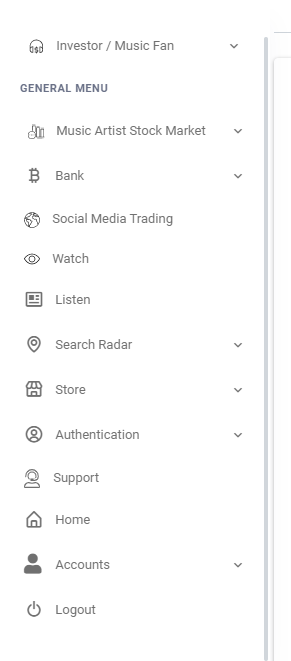 Investor / Music Fan
GENERAL MENU
Music Artist Stock Market
Bank
Social Media Trading
Watch
Listen
Search Radar
Store
Authentication
Support
Home
Accounts
Logout